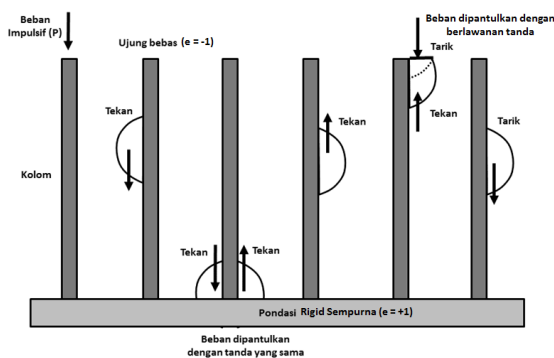 Beban
Impulsif (P)
Ujung bebas (e = -1)
Beban dipantulkan dengan
berlawanan tanda
Tarik
Tekan
Tekan
Tekan
Tarik
Kolom
Tekan
Tekan
Pondasi Rigid Sempurna (e = +1)
Beban dipantulkan
dengan tanda yang sama